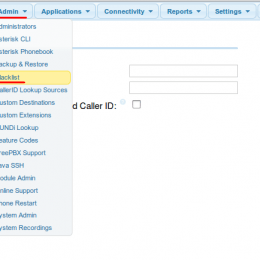 Admin Applications Connectivity Reports Settings
dministrators
sterisk CLI
sterisk Phonebook
ackup & Restore
lacklist
allerID Lookup Sources
ustom Destinations
ustom Extensions
UNDi Lookup
eature Codes
reePBX Support
ava SSH
odule Admin
nline Support
hone Restart
ystem Admin
ystem Recordings
d Caller ID: